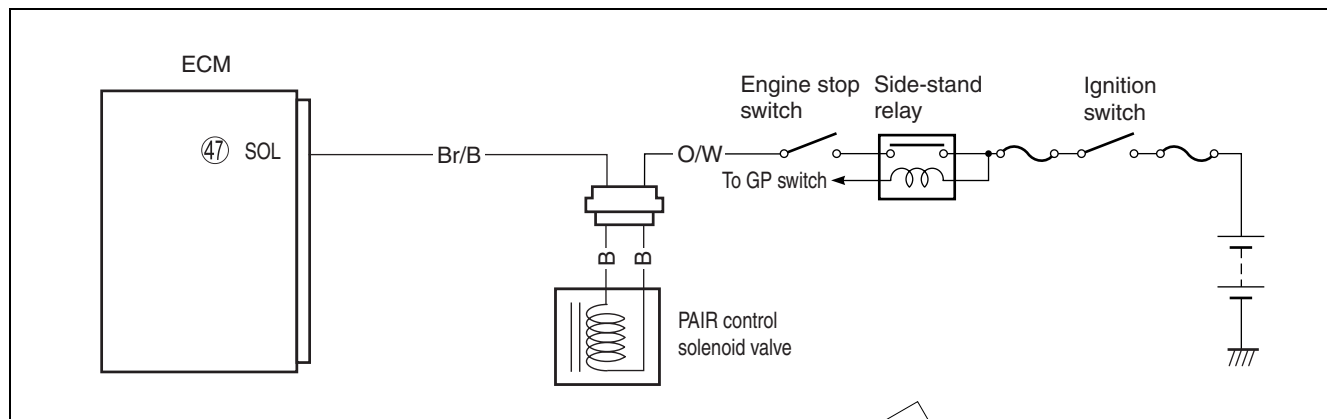 ECM
Engine stop
switch
Side-stand
relay
Ignition
switch
47 SOL
Br/B
O/W
To GP switch
B
B
PAIR control
solenoid valve